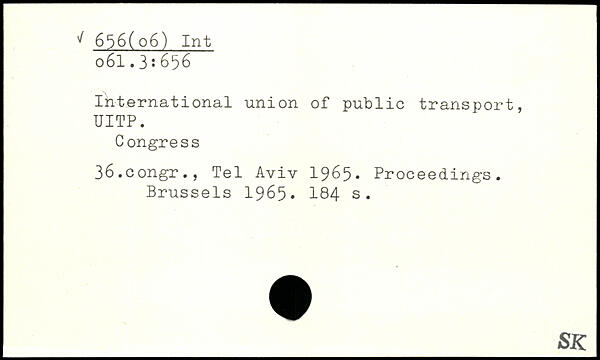 √ 656(o6) Int
o61.3:656
International union of public transport,
UITP.
Congress
36.congr., Tel Aviv 1965. Proceedings.
Brussels 1965. 184 s.
SK